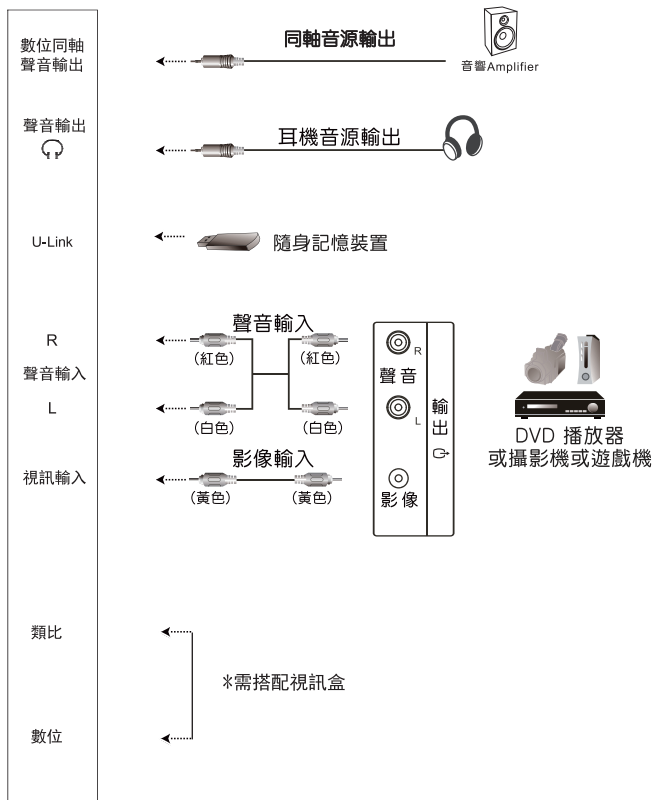 數位同軸
聲音輸出
同軸音源輸出
音響Amplifier
聲音輸出
耳機音源輸出
U-Link
隨身記憶裝置
聲音輸入
R
(紅色)
(紅色)
R
聲音輸入
聲音
L
(白色)
(白色)
L
輸出
DVD 播放器
或攝影機或遊戲機
視訊輸入
影像輸入
(黃色)
(黃色)
影像
類比
*需搭配視訊盒
數位